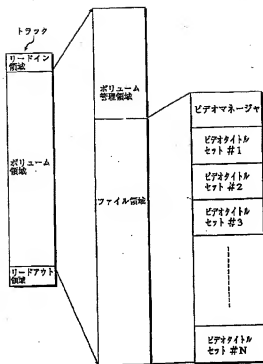 トラック
リードイン
領域
ボリューム
領域
リードアウト
領域
ボリューム
管理領域
ファイル領域
ビデオマネージャ
ビデオタイトル
セット #1
ビデオタイトル
セット #2
ビデオタイトル
セット #3
ビデオタイトル
セット #N